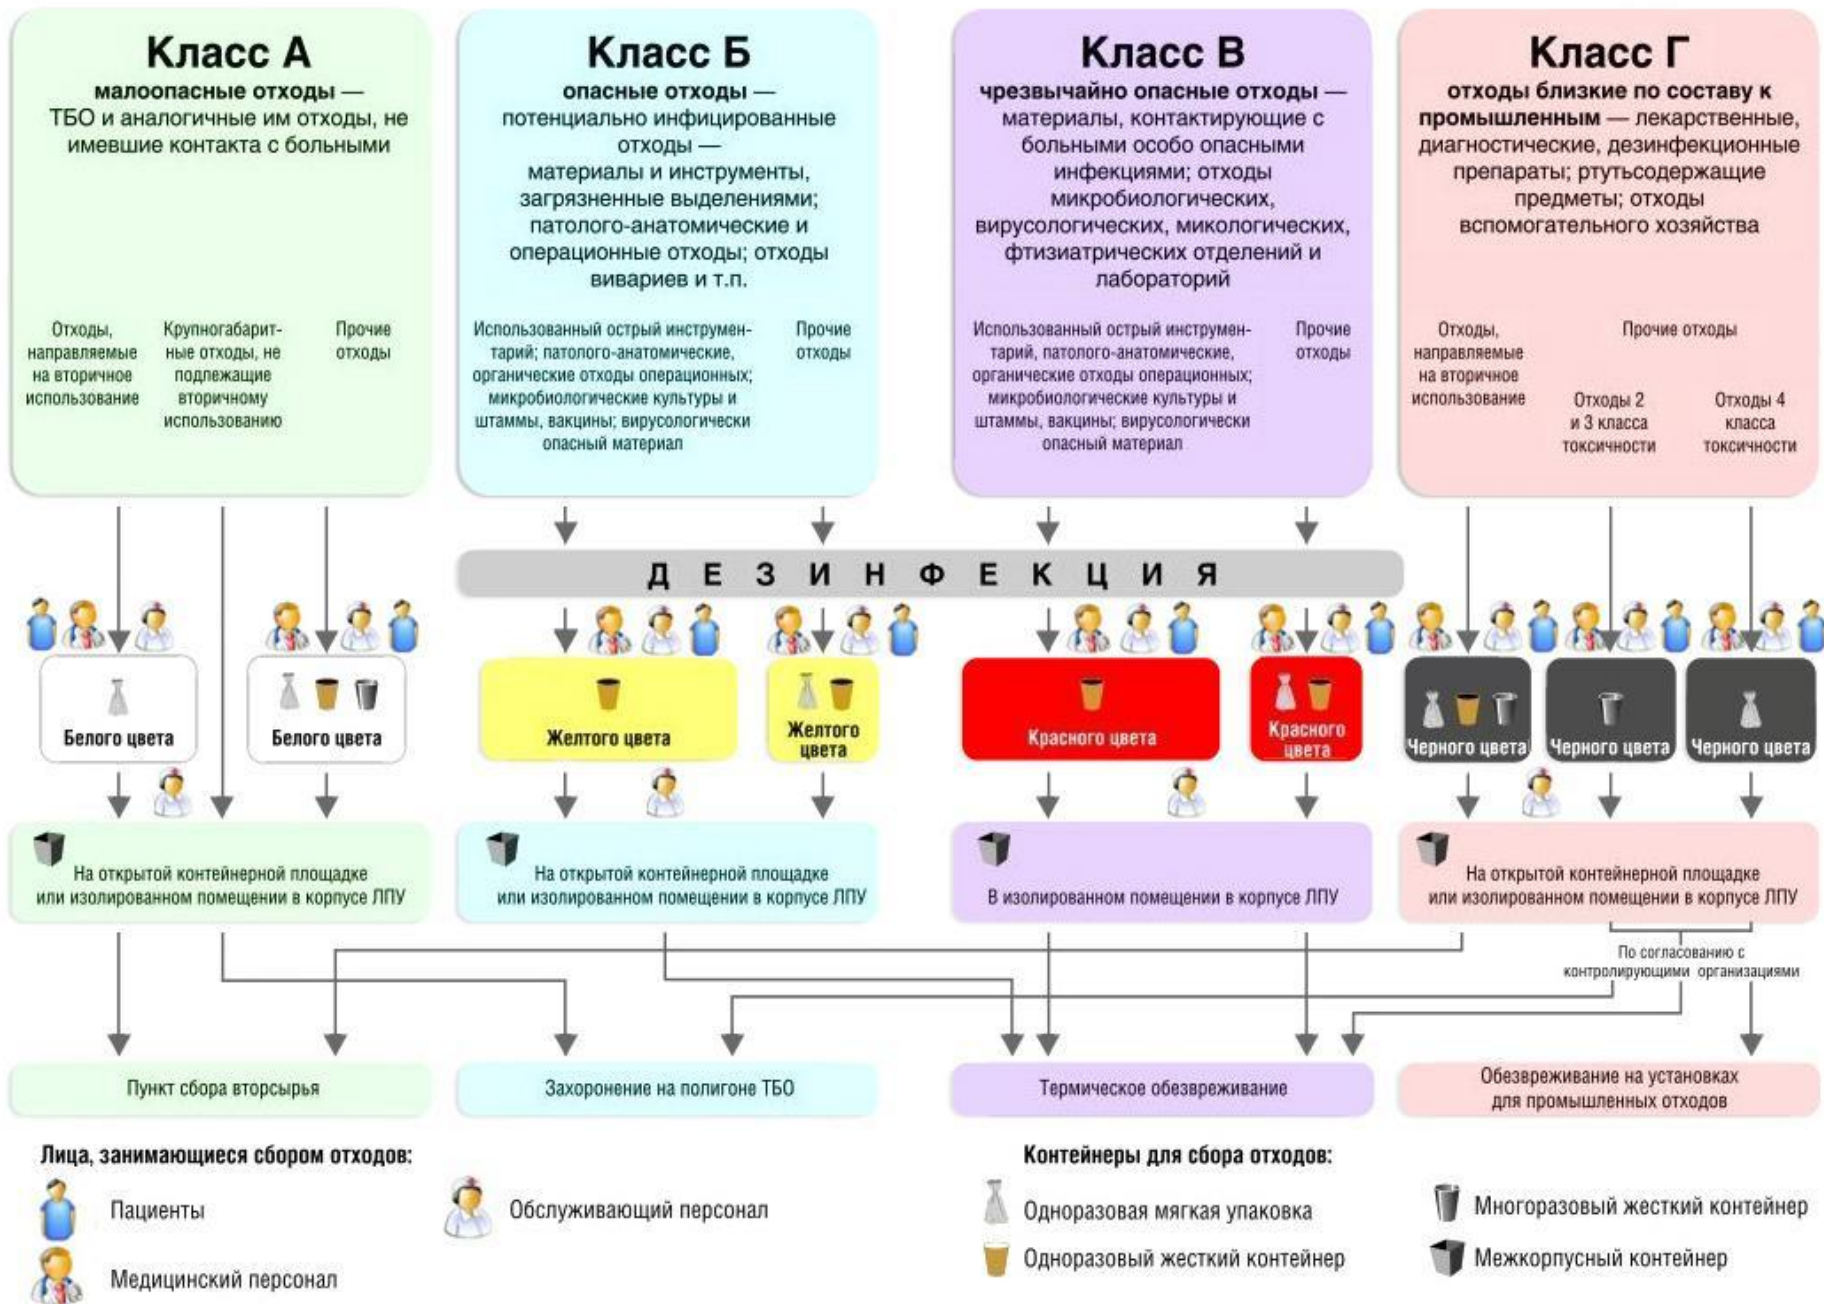 Класс А
малоопасные отходы —
ТБО и аналогичные им отходы, не
имевшие контакта с больными
Отходы,
направляемые
на вторичное
использование
Крупногабарит-
ные отходы, не
подлежащие
вторичному
использованию
Прочие
отходы
Класс Б
опасные отходы —
потенциально инфицированные
отходы —
материалы и инструменты,
загрязненные выделениями;
патолого-анатомические и
операционные отходы; отходы
вивариев и т.п.
Использованный острый инструмен-
тарий; патолого-анатомические,
органические отходы операционных;
микробиологические культуры и
штаммы, вакцины; вирусологически
опасный материал
Прочие
отходы
Класс В
чрезвычайно опасные отходы —
материалы, контактирующие с
больными особо опасными
инфекциями; отходы
микробиологических,
вирусологических, микологических,
фтизиатрических отделений и
лабораторий
Использованный острый инструмен-
тарий, патолого-анатомические,
органические отходы операционных;
микробиологические культуры и
штаммы, вакцины; вирусологически
опасный материал
Прочие
отходы
Класс Г
отходы близкие по составу к
промышленным — лекарственные,
диагностические, дезинфекционные
препараты; ртутьсодержащие
предметы; отходы
вспомогательного хозяйства
Отходы,
направляемые
на вторичное
использование
Прочие отходы
Отходы 2
и 3 класса
токсичности
Отходы 4
класса
токсичности
ДЕЗИНФЕКЦИЯ
Белого цвета
Белого цвета
Желтого цвета
Желтого
цвета
Красного цвета
Красного
цвета
Черного цвета
Черного цвета
Черного цвета
На открытой контейнерной площадке
или изолированном помещении в корпусе ЛПУ
На открытой контейнерной площадке
или изолированном помещении в корпусе ЛПУ
В изолированном помещении в корпусе ЛПУ
На открытой контейнерной площадке
или изолированном помещении в корпусе ЛПУ
По согласованию с
контролирующими организациями
Пункт сбора вторсырья
Захоронение на полигоне ТБО
Термическое обезвреживание
Обезвреживание на установках
для промышленных отходов
Лица, занимающиеся сбором отходов:
Пациенты
Медицинский персонал
Обслуживающий персонал
Контейнеры для сбора отходов:
Одноразовая мягкая упаковка
Одноразовый жесткий контейнер
Многоразовый жесткий контейнер
Межкорпусный контейнер